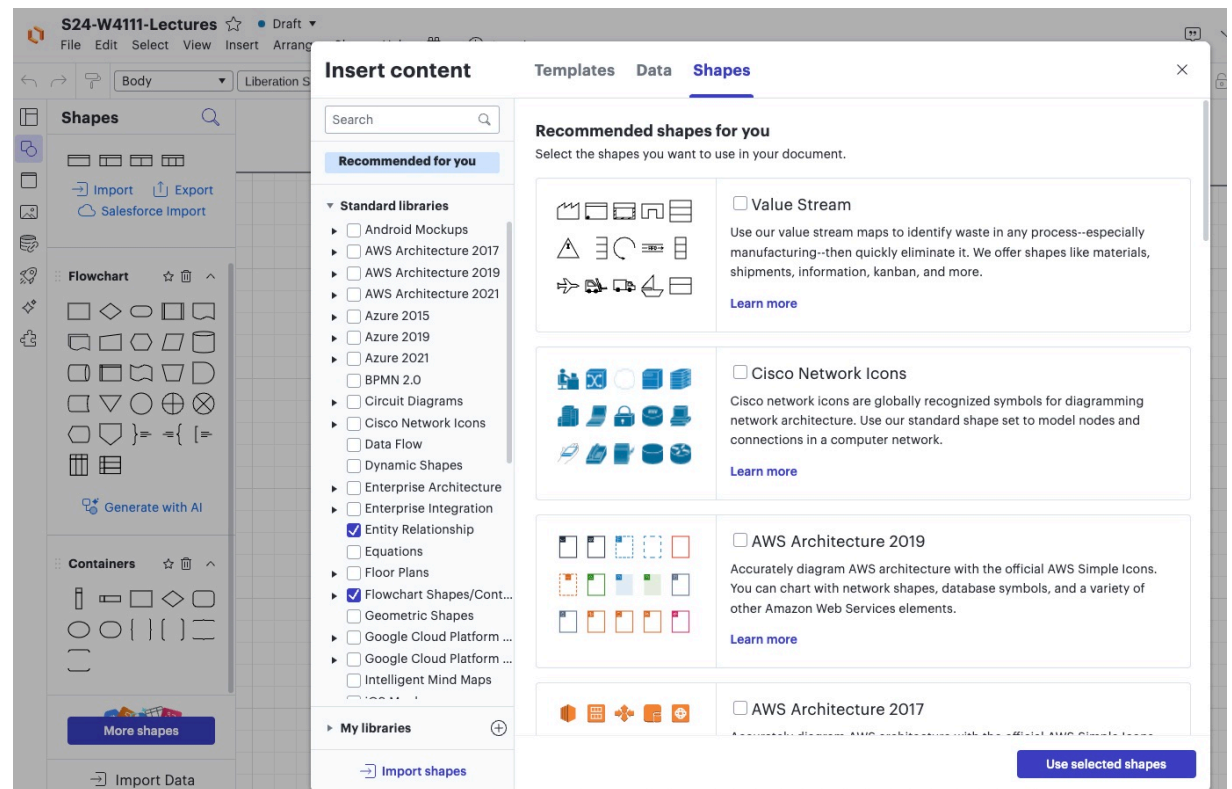 S24-W4111-Lectures Draft
File Edit Select View Insert Arrang
Body Liberation S
Shapes
Import Export
Salesforce Import
Flowchart
Generate with AI
Containers
More shapes
Import Data
Insert content
Templates Data Shapes
Search
Recommended for you
Standard libraries
Android Mockups
AWS Architecture 2017
AWS Architecture 2019
AWS Architecture 2021
Azure 2015
Azure 2019
Azure 2021
BPMN 2.0
Circuit Diagrams
Cisco Network Icons
Data Flow
Dynamic Shapes
Enterprise Architecture
Enterprise Integration
Entity Relationship
Equations
Floor Plans
Flowchart Shapes/Cont...
Geometric Shapes
Google Cloud Platform ...
Google Cloud Platform ...
Intelligent Mind Maps
My libraries
Import shapes
Recommended shapes for you
Select the shapes you want to use in your document.
Value Stream
Use our value stream maps to identify waste in any process--especially
manufacturing--then quickly eliminate it. We offer shapes like materials,
shipments, information, kanban, and more.
Learn more
Cisco Network Icons
Cisco network icons are globally recognized symbols for diagramming
network architecture. Use our standard shape set to model nodes and
connections in a computer network.
Learn more
AWS Architecture 2019
Accurately diagram AWS architecture with the official AWS Simple Icons.
You can chart with network shapes, database symbols, and a variety of
other Amazon Web Services elements.
Learn more
AWS Architecture 2017
Use selected shapes